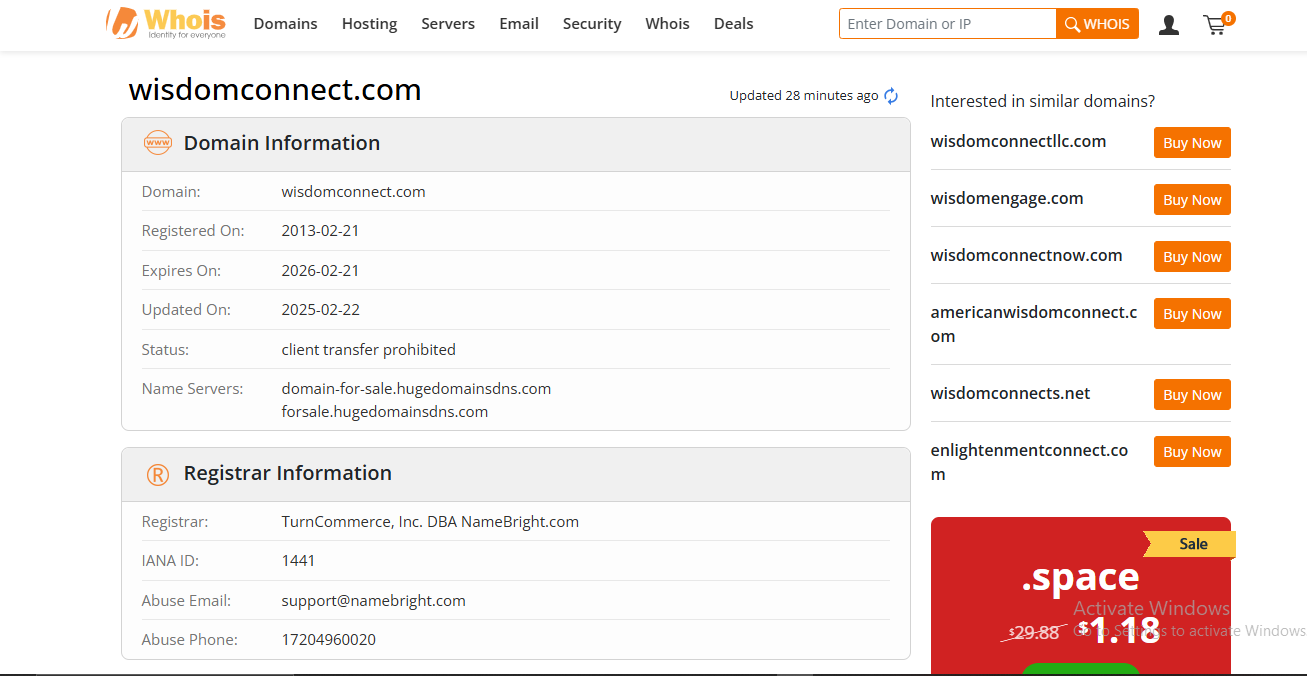 Whois
Identity for everyone
Domains Hosting Servers Email Security Whois Deals
Enter Domain or IP
WHOIS
0
wisdomconnect.com
Updated 28 minutes ago
www Domain Information
Domain: wisdomconnect.com
Registered On: 2013-02-21
Expires On: 2026-02-21
Updated On: 2025-02-22
Status: client transfer prohibited
Name Servers: domain-for-sale.hugedomainsdns.com
forsale.hugedomainsdns.com
® Registrar Information
Registrar: TurnCommerce, Inc. DBA NameBright.com
IANA ID: 1441
Abuse Email: support@namebright.com
Abuse Phone: 17204960020
Interested in similar domains?
wisdomconnectllc.com Buy Now
wisdomengage.com Buy Now
wisdomconnectnow.com Buy Now
americanwisdomconnect.c Buy Now
om
wisdomconnects.net Buy Now
enlightenmentconnect.co Buy Now
m
Sale
.space
$29.88 $1.18
Activate Windows
Go to Settings to activate Windows